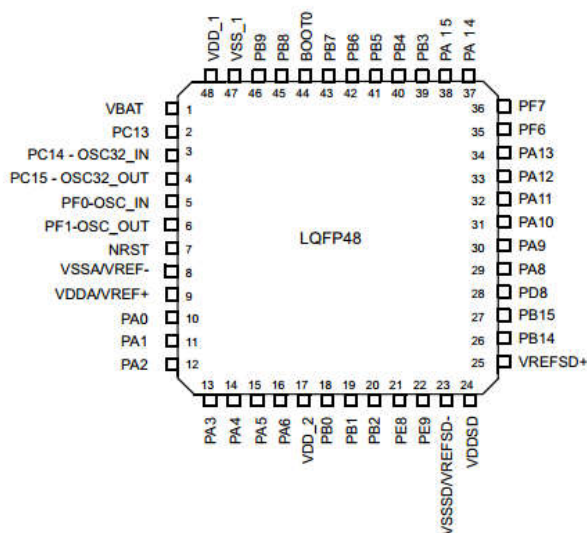 VDD_1
VSS_1
PB9
PB8
BOOT0
PB7
PB6
PB5
PB4
PB3
PA 15
PA 14
48 47 46 45 44 43 42 41 40 39 38 37
VBAT 1
PC13 2
PC14 - OSC32_IN 3
PC15 - OSC32_OUT 4
PF0-OSC_IN 5
PF1-OSC_OUT 6
NRST 7
VSSA/VREF- 8
VDDA/VREF+ 9
PA0 10
PA1 11
PA2 12
LQFP48
36 PF7
35 PF6
34 PA13
33 PA12
32 PA11
31 PA10
30 PA9
29 PA8
28 PD8
27 PB15
26 PB14
25 VREFSD+
13 14 15 16 17 18 19 20 21 22 23 24
PA3
PA4
PA5
PA6
VDD_2
PB0
PB1
PB2
PE8
PE9
VSSSD/VREFSD-
VDDSD